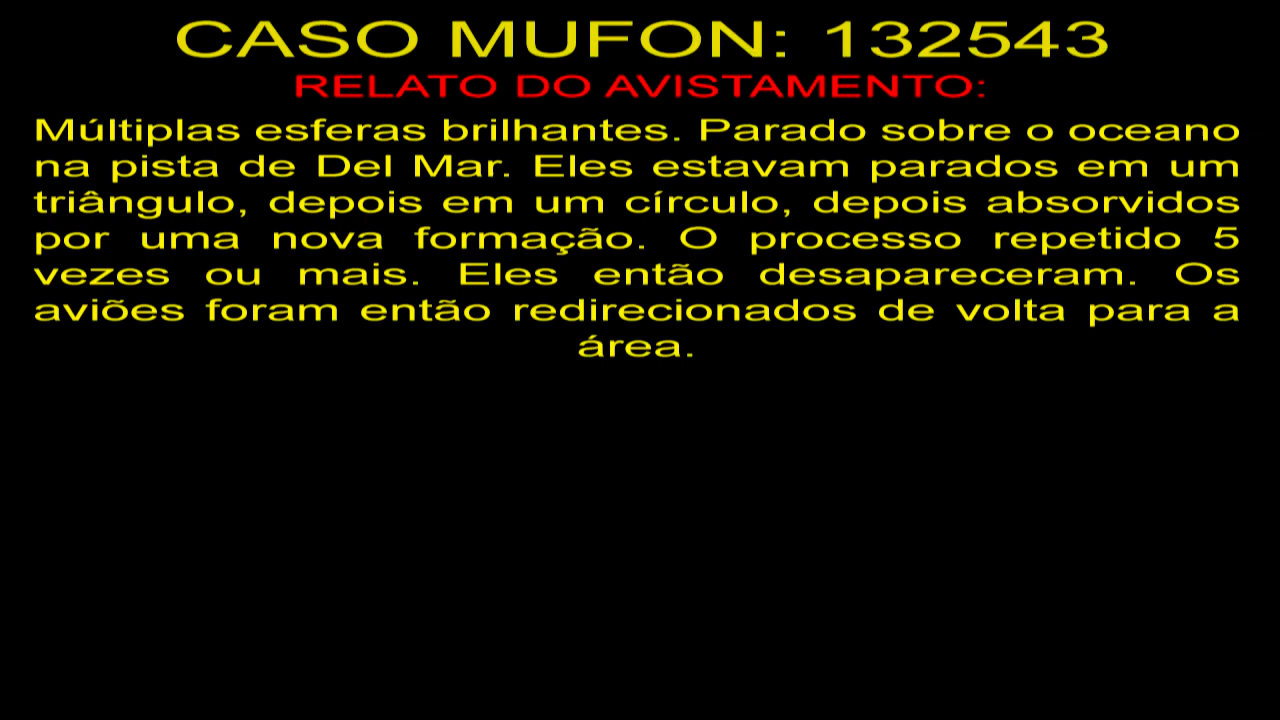 CASO MUFON: 132543
RELATO DO AVISTAMENTO:
Múltiplas esferas brilhantes. Parado sobre o oceano
na pista de Del Mar. Eles estavam parados em um
triângulo, depois em um círculo, depois absorvidos
por uma nova formação. O processo repetido 5
vezes ou mais. Eles então desapareceram. Os
aviões foram então redirecionados de volta para a
área.